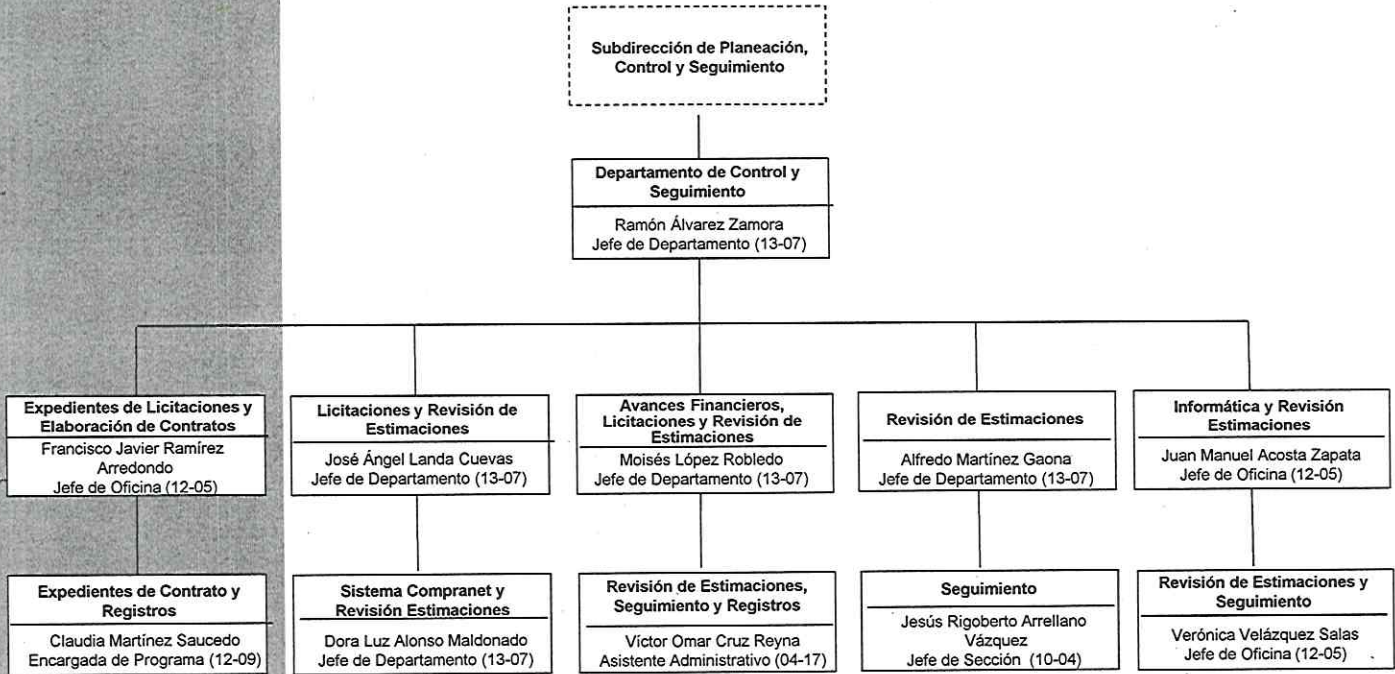 Subdirección de Planeación,
Control y Seguimiento
Departamento de Control y
Seguimiento
Ramón Álvarez Zamora
Jefe de Departamento (13-07)
Expedientes de Licitaciones y
Elaboración de Contratos
Francisco Javier Ramírez
Arredondo
Jefe de Oficina (12-05)
Licitaciones y Revisión de
Estimaciones
José Ángel Landa Cuevas
Jefe de Departamento (13-07)
Avances Financieros,
Licitaciones y Revisión de
Estimaciones
Moisés López Robledo
Jefe de Departamento (13-07)
Revisión de Estimaciones
Alfredo Martínez Gaona
Jefe de Departamento (13-07)
Informática y Revisión
Estimaciones
Juan Manuel Acosta Zapata
Jefe de Oficina (12-05)
Expedientes de Contrato y
Registros
Claudia Martínez Saucedo
Encargada de Programa (12-09)
Sistema Compranet y
Revisión Estimaciones
Dora Luz Alonso Maldonado
Jefe de Departamento (13-07)
Revisión de Estimaciones,
Seguimiento y Registros
Víctor Omar Cruz Reyna
Asistente Administrativo (04-17)
Seguimiento
Jesús Rigoberto Arrellano
Vázquez
Jefe de Sección (10-04)
Revisión de Estimaciones y
Seguimiento
Verónica Velázquez Salas
Jefe de Oficina (12-05)